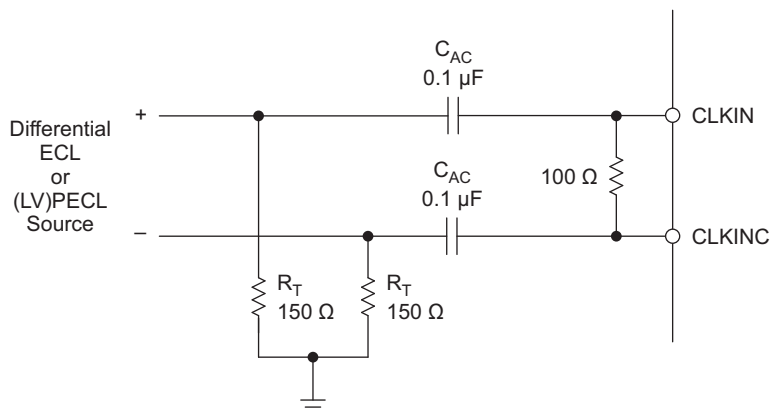 C_AC
0.1 µF
+
CLKIN
Differential
ECL
or
(LV)PECL
Source
C_AC
0.1 µF
100 Ω
–
CLKINC
R_T
150 Ω
R_T
150 Ω